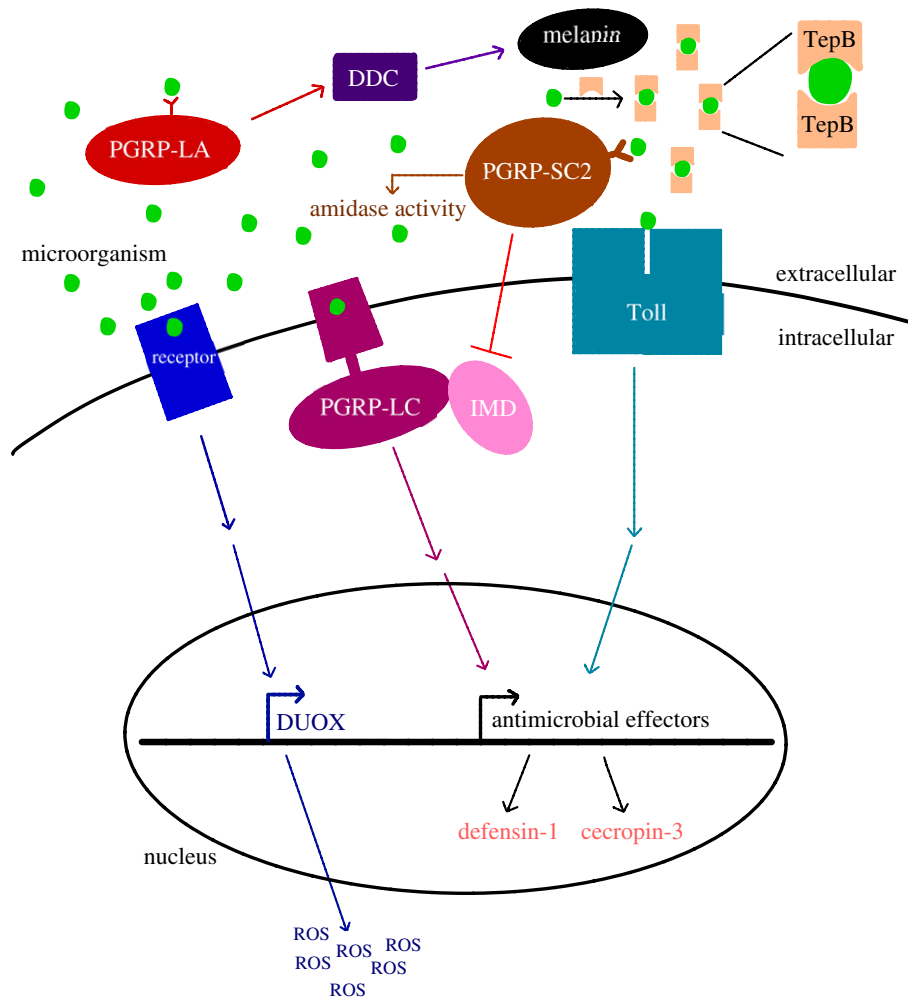 melanin
TepB
DDC
TepB
PGRP-LA
PGRP-SC2
amidase activity
microorganism
extracellular
Toll
intracellular
receptor
PGRP-LC
IMD
DUOX
antimicrobial effectors
defensin-1
cecropin-3
nucleus
ROS
ROS
ROS
ROS
ROS
ROS